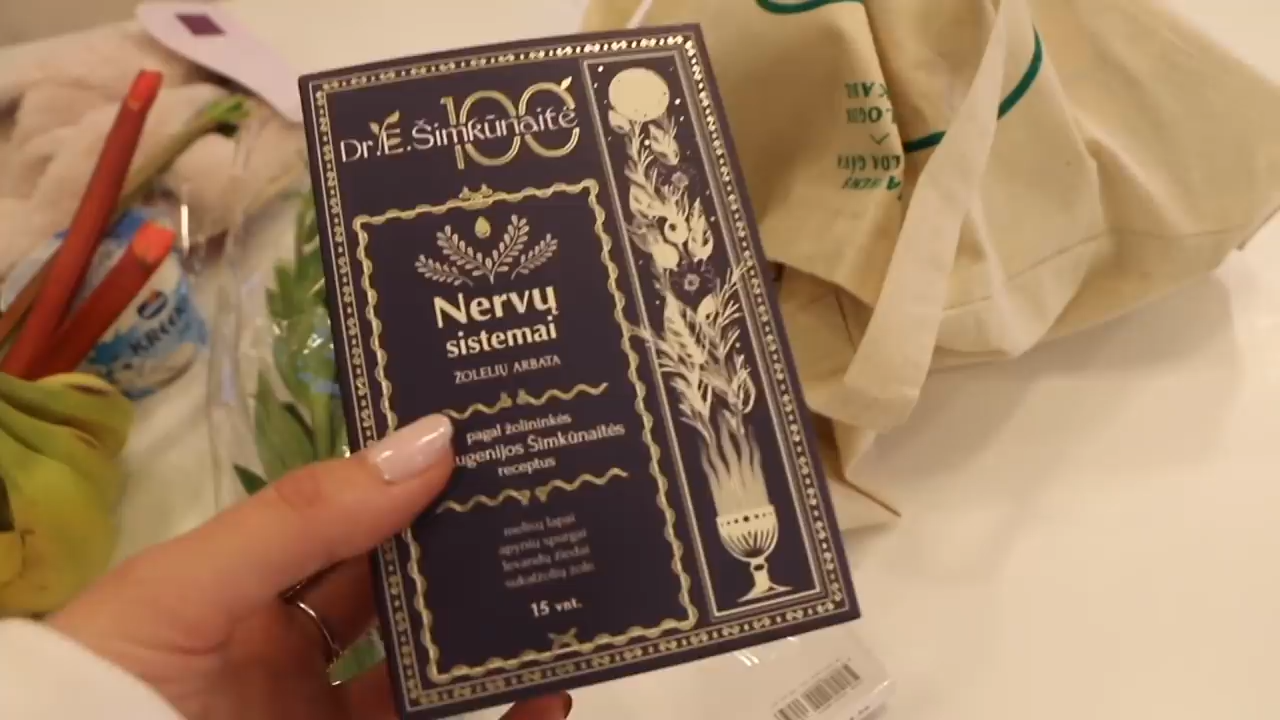 100
Dr. E. Šimkūnaitė
Nervų
sistemai
ŽOLELIŲ ARBATA
pagal žolininkės
ugenijos Šimkūnaitės
receptus
melisų lapai
apynių spurgai
levandų žiedai
sukatžolių žolė
15 vnt.